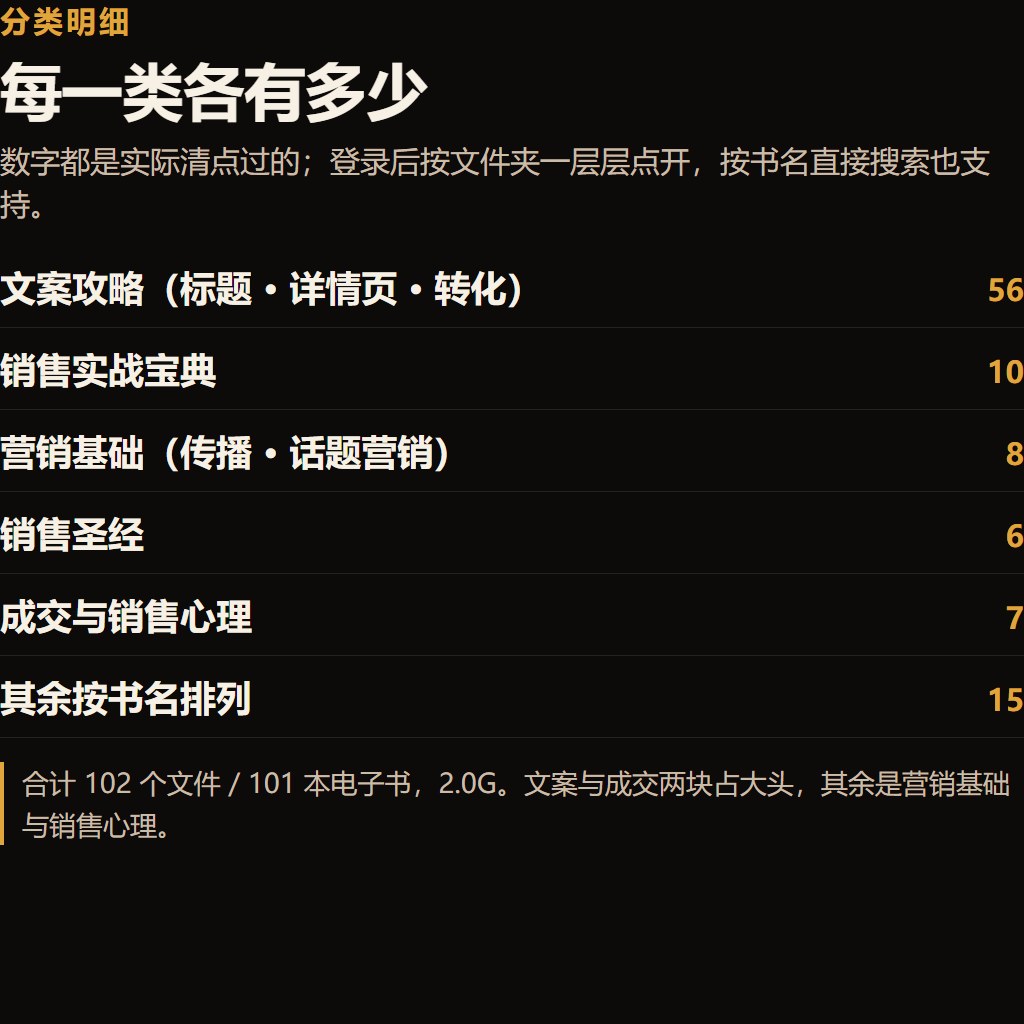 分类明细
每一类各有多少
数字都是实际清点过的；登录后按文件夹一层层点开，按书名直接搜索也支
持。
文案攻略（标题·详情页·转化） 56
销售实战宝典 10
营销基础（传播·话题营销） 8
销售圣经 6
成交与销售心理 7
其余按书名排列 15
合计 102 个文件 / 101 本电子书，2.0G。文案与成交两块占大头，其余是营销基础
与销售心理。